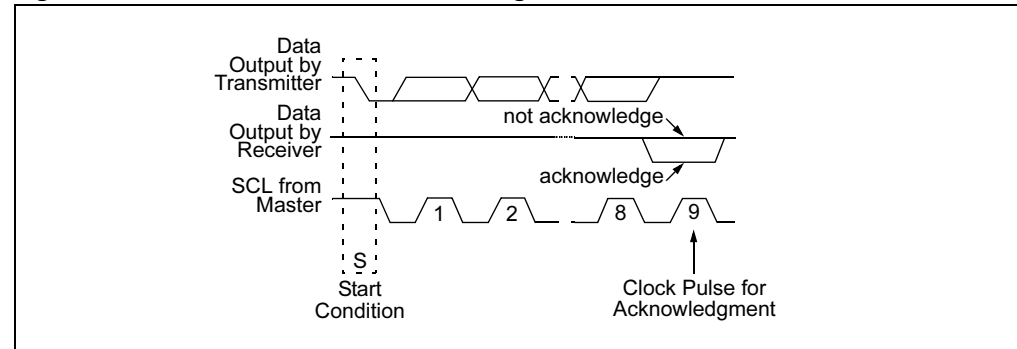 Data
Output by
Transmitter
Data
Output by
Receiver
not acknowledge
acknowledge
SCL from
Master
1
2
8
9
S
Start
Condition
Clock Pulse for
Acknowledgment